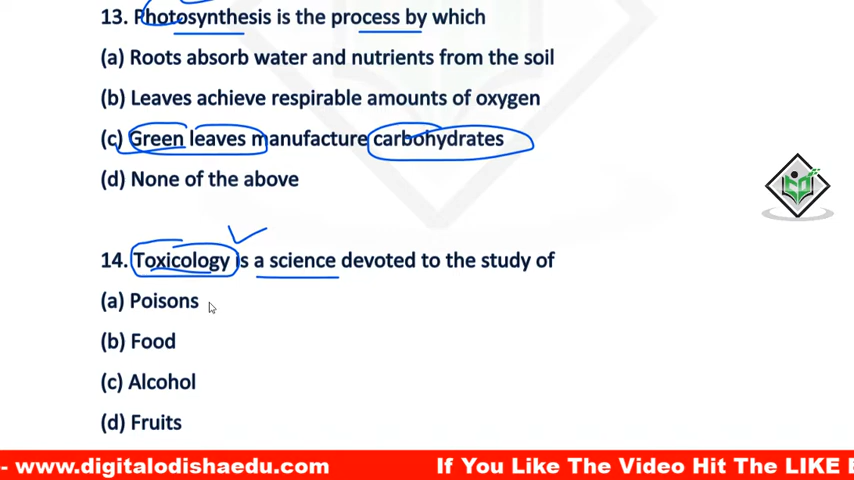 13. Photosynthesis is the process by which
(a) Roots absorb water and nutrients from the soil
(b) Leaves achieve respirable amounts of oxygen
(c) Green leaves manufacture carbohydrates
(d) None of the above
14. Toxicology is a science devoted to the study of
(a) Poisons
(b) Food
(c) Alcohol
(d) Fruits
- www.digitalodishaedu.com If You Like The Video Hit The LIKE